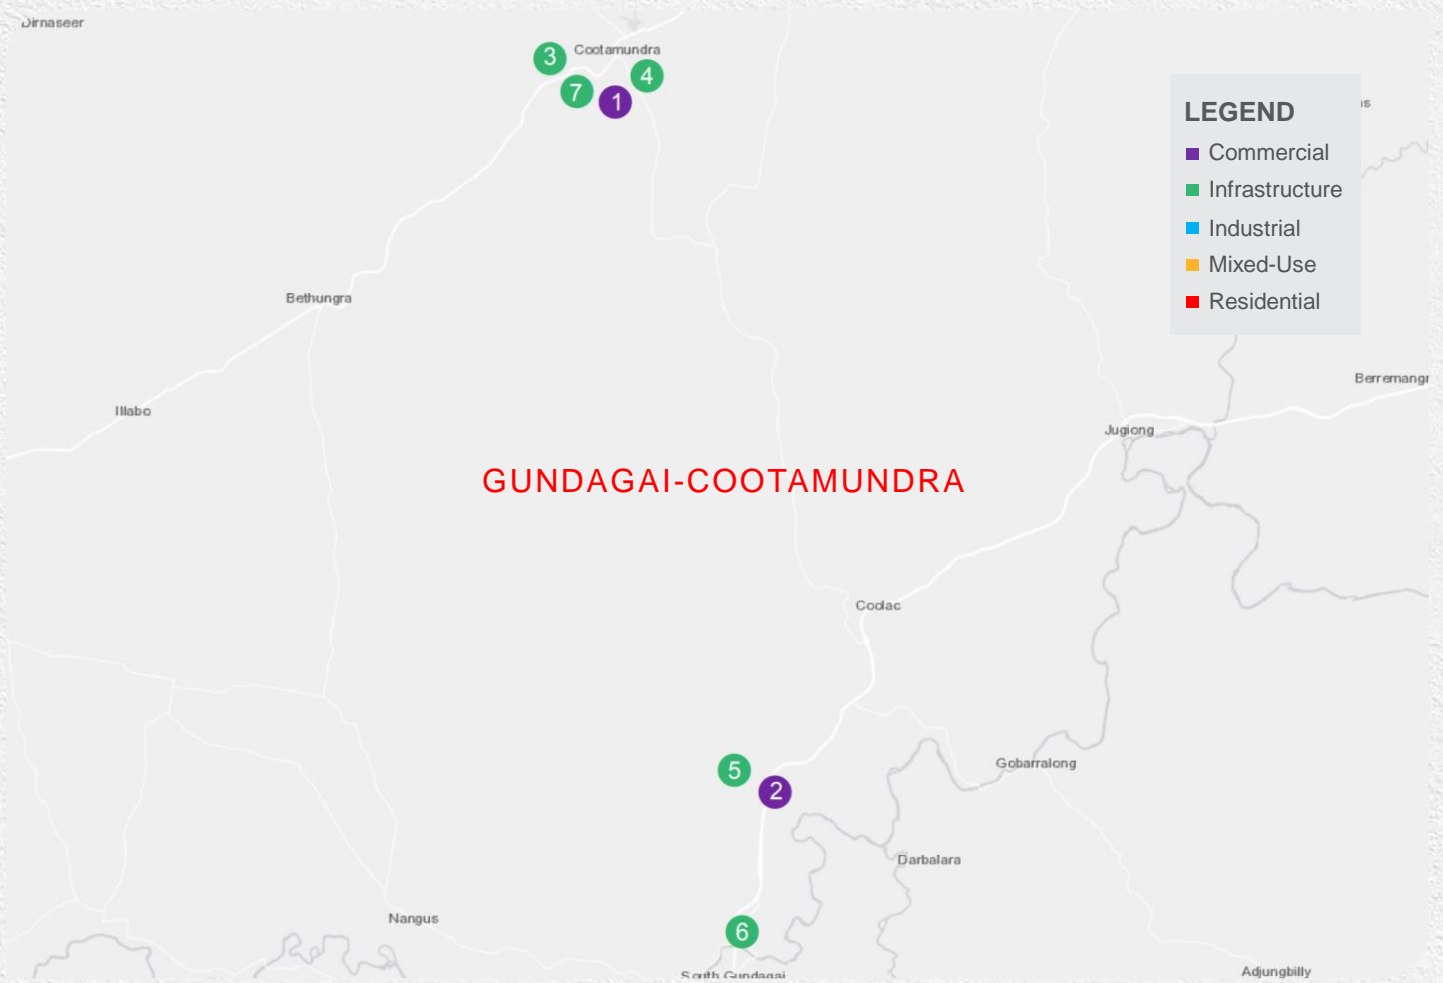 Dirnaseer
Cootamundra
3
4
7
1
LEGEND
Commercial
Infrastructure
Industrial
Mixed-Use
Residential
Bethungra
Berremangr
Illabo
Jugiong
GUNDAGAI-COOTAMUNDRA
Coolac
5
2
Gobarralong
Darbalara
Nangus
6
South Gundagai
Adjungbilly